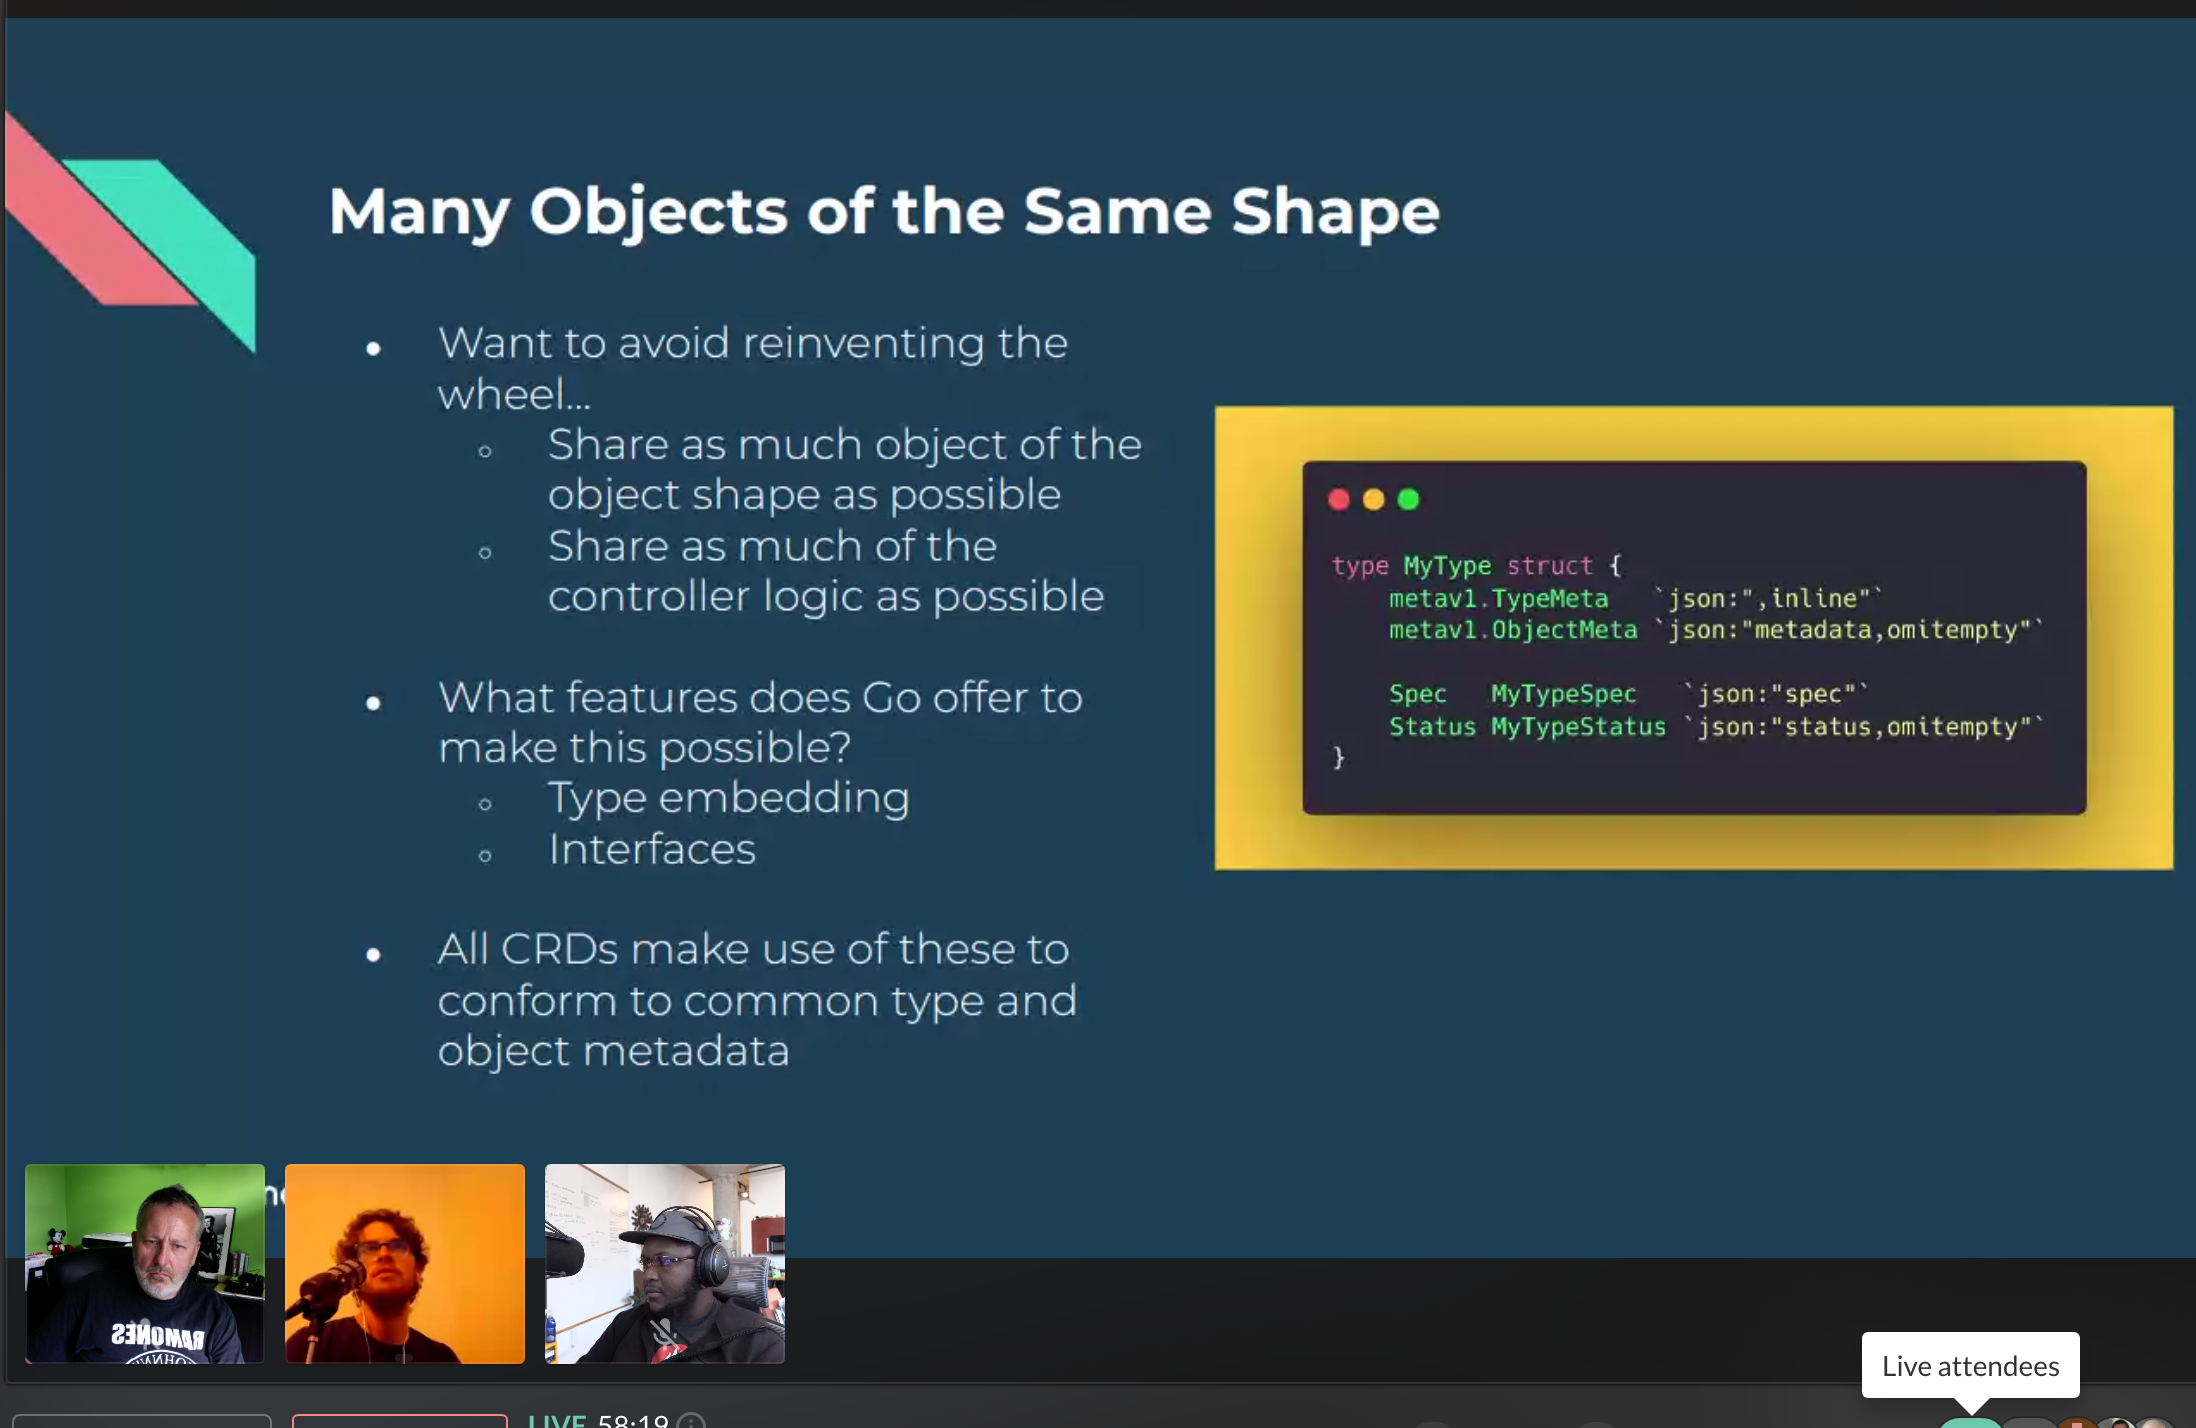 Many Objects of the Same Shape
● Want to avoid reinventing the
wheel...
○ Share as much object of the
object shape as possible
○ Share as much of the
controller logic as possible
● What features does Go offer to
make this possible?
○ Type embedding
○ Interfaces
● All CRDs make use of these to
conform to common type and
object metadata
type MyType struct {
    metav1.TypeMeta   `json:",inline"`
    metav1.ObjectMeta `json:"metadata,omitempty"`
    Spec   MyTypeSpec   `json:"spec"`
    Status MyTypeStatus `json:"status,omitempty"`
}
RAMONES
Live attendees
LIVE 58:19